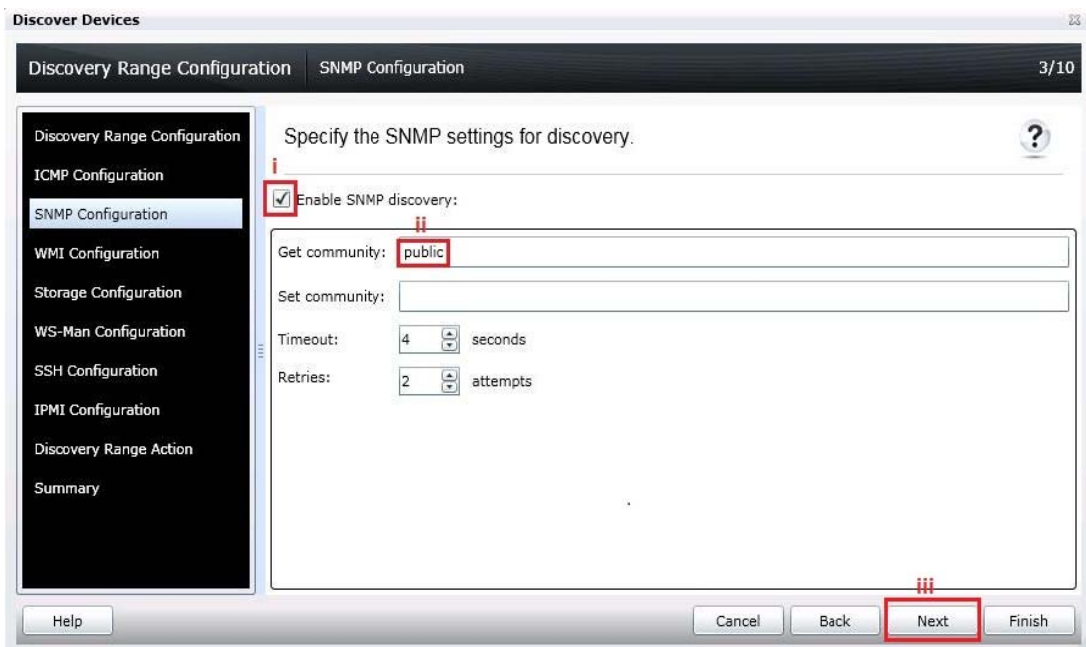 Discover Devices
Discovery Range Configuration SNMP Configuration 3/10
Discovery Range Configuration
ICMP Configuration
SNMP Configuration
WMI Configuration
Storage Configuration
WS-Man Configuration
SSH Configuration
IPMI Configuration
Discovery Range Action
Summary
Specify the SNMP settings for discovery. ?
i
Enable SNMP discovery:
ii
Get community: public
Set community:
Timeout: 4 seconds
Retries: 2 attempts
iii
Help Cancel Back Next Finish